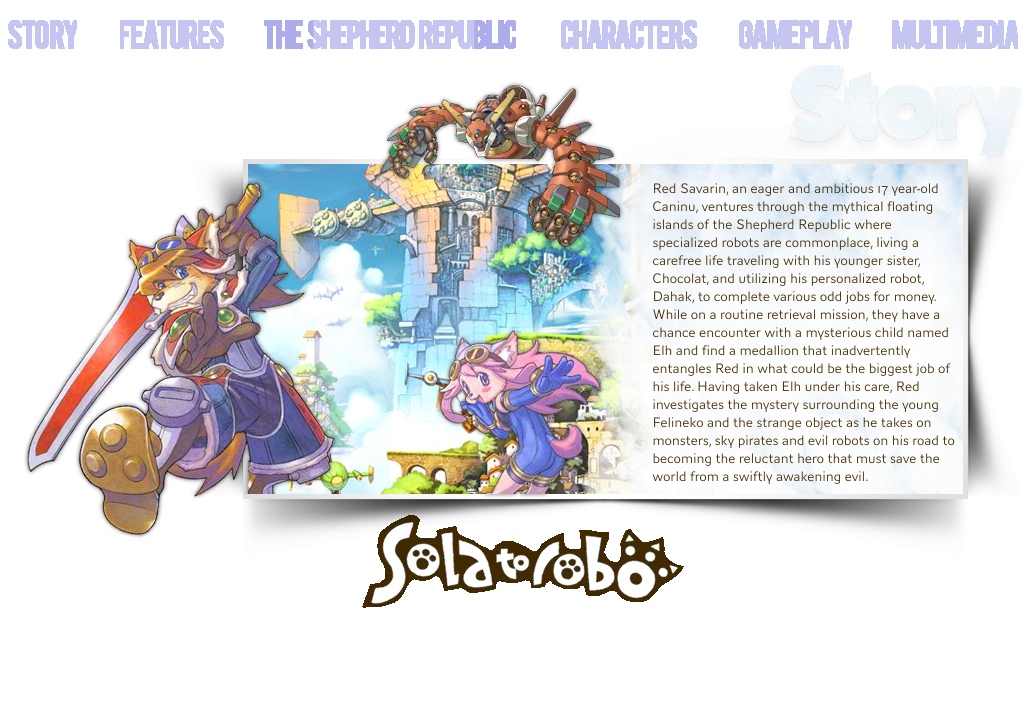 STORY FEATURES THE SHEPHERD REPUBLIC CHARACTERS GAMEPLAY MULTIMEDIA
Story
Red Savarin, an eager and ambitious 17 year-old
Caninu, ventures through the mythical floating
islands of the Shepherd Republic where
specialized robots are commonplace, living a
carefree life traveling with his younger sister,
Chocolat, and utilizing his personalized robot,
Dahak, to complete various odd jobs for money.
While on a routine retrieval mission, they have a
chance encounter with a mysterious child named
Elh and find a medallion that inadvertently
entangles Red in what could be the biggest job of
his life. Having taken Elh under his care, Red
investigates the mystery surrounding the young
Felineko and the strange object as he takes on
monsters, sky pirates and evil robots on his road to
becoming the reluctant hero that must save the
world from a swiftly awakening evil.
Solatorobo